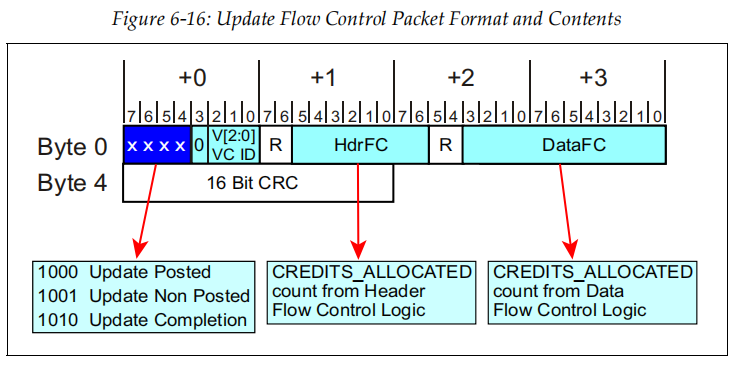 Figure 6-16: Update Flow Control Packet Format and Contents
+0 +1 +2 +3
7 6 5 4 3 2 1 0 7 6 5 4 3 2 1 0 7 6 5 4 3 2 1 0 7 6 5 4 3 2 1 0
Byte 0 x x x x 0 V[2:0] R HdrFC R DataFC
VC ID
Byte 4 16 Bit CRC
1000 Update Posted
1001 Update Non Posted
1010 Update Completion
CREDITS_ALLOCATED
count from Header
Flow Control Logic
CREDITS_ALLOCATED
count from Data
Flow Control Logic